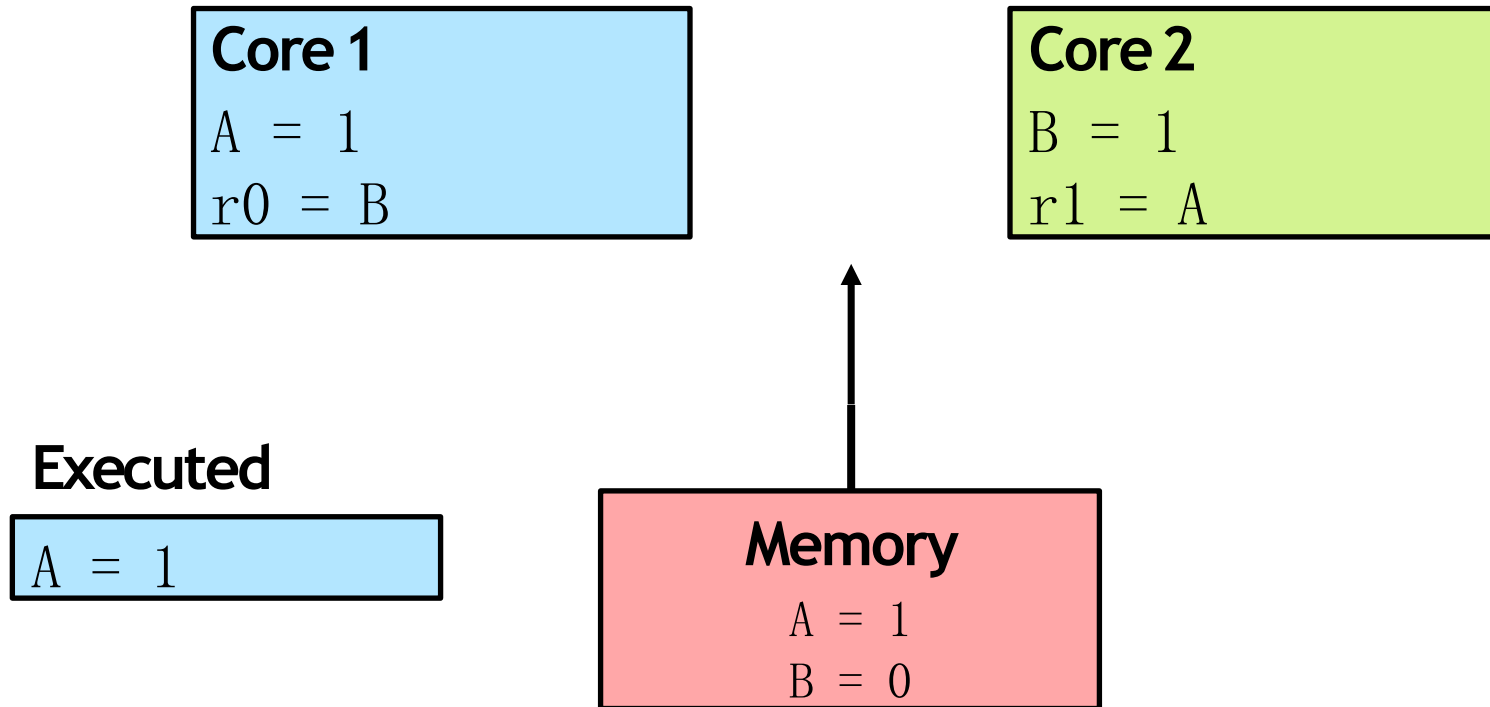 Core 1
A = 1
r0 = B
Core 2
B = 1
r1 = A
Executed
A = 1
Memory
A = 1
B = 0